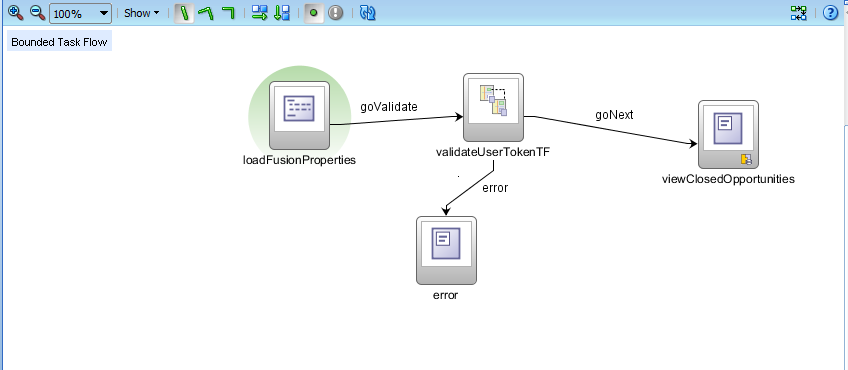 100% Show
Bounded Task Flow
goValidate
goNext
loadFusionProperties
validateUserTokenTF
viewClosedOpportunities
error
error